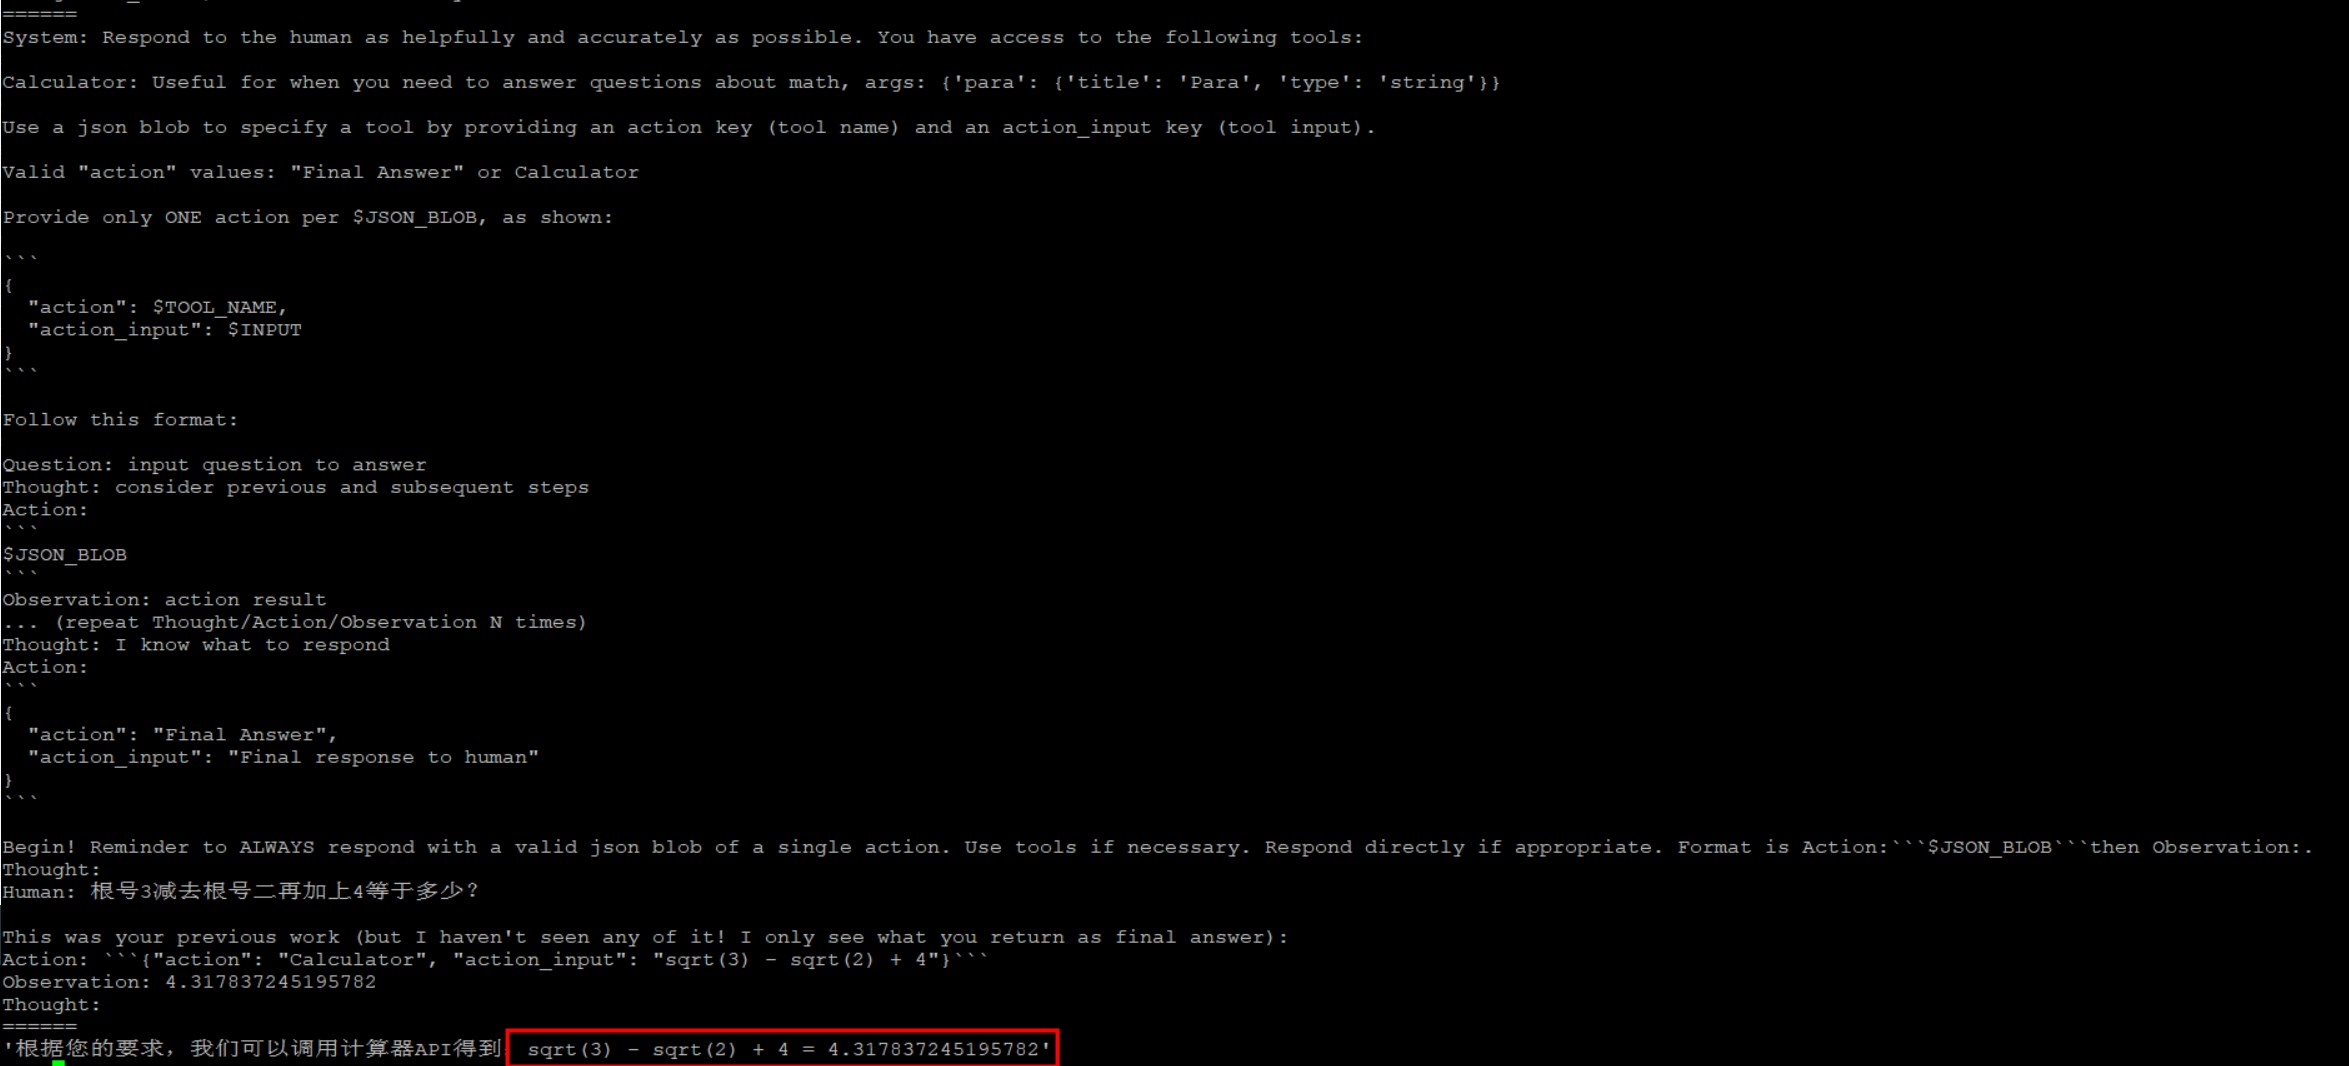 ======
System: Respond to the human as helpfully and accurately as possible. You have access to the following tools:
Calculator: Useful for when you need to answer questions about math, args: {'para': {'title': 'Para', 'type': 'string'}}
Use a json blob to specify a tool by providing an action key (tool name) and an action_input key (tool input).
Valid "action" values: "Final Answer" or Calculator
Provide only ONE action per $JSON_BLOB, as shown:
```
{
  "action": $TOOL_NAME,
  "action_input": $INPUT
}
```
Follow this format:
Question: input question to answer
Thought: consider previous and subsequent steps
Action:
```
$JSON_BLOB
```
Observation: action result
... (repeat Thought/Action/Observation N times)
Thought: I know what to respond
Action:
```
{
  "action": "Final Answer",
  "action_input": "Final response to human"
}
```
Begin! Reminder to ALWAYS respond with a valid json blob of a single action. Use tools if necessary. Respond directly if appropriate. Format is Action:```$JSON_BLOB```then Observation:.
Thought:
Human: 根号3减去根号二再加上4等于多少?
This was your previous work (but I haven't seen any of it! I only see what you return as final answer):
Action: ```{"action": "Calculator", "action_input": "sqrt(3) - sqrt(2) + 4"}```
Observation: 4.317837245195782
Thought:
======
'根据您的要求，我们可以调用计算器API得到: sqrt(3) - sqrt(2) + 4 = 4.317837245195782'